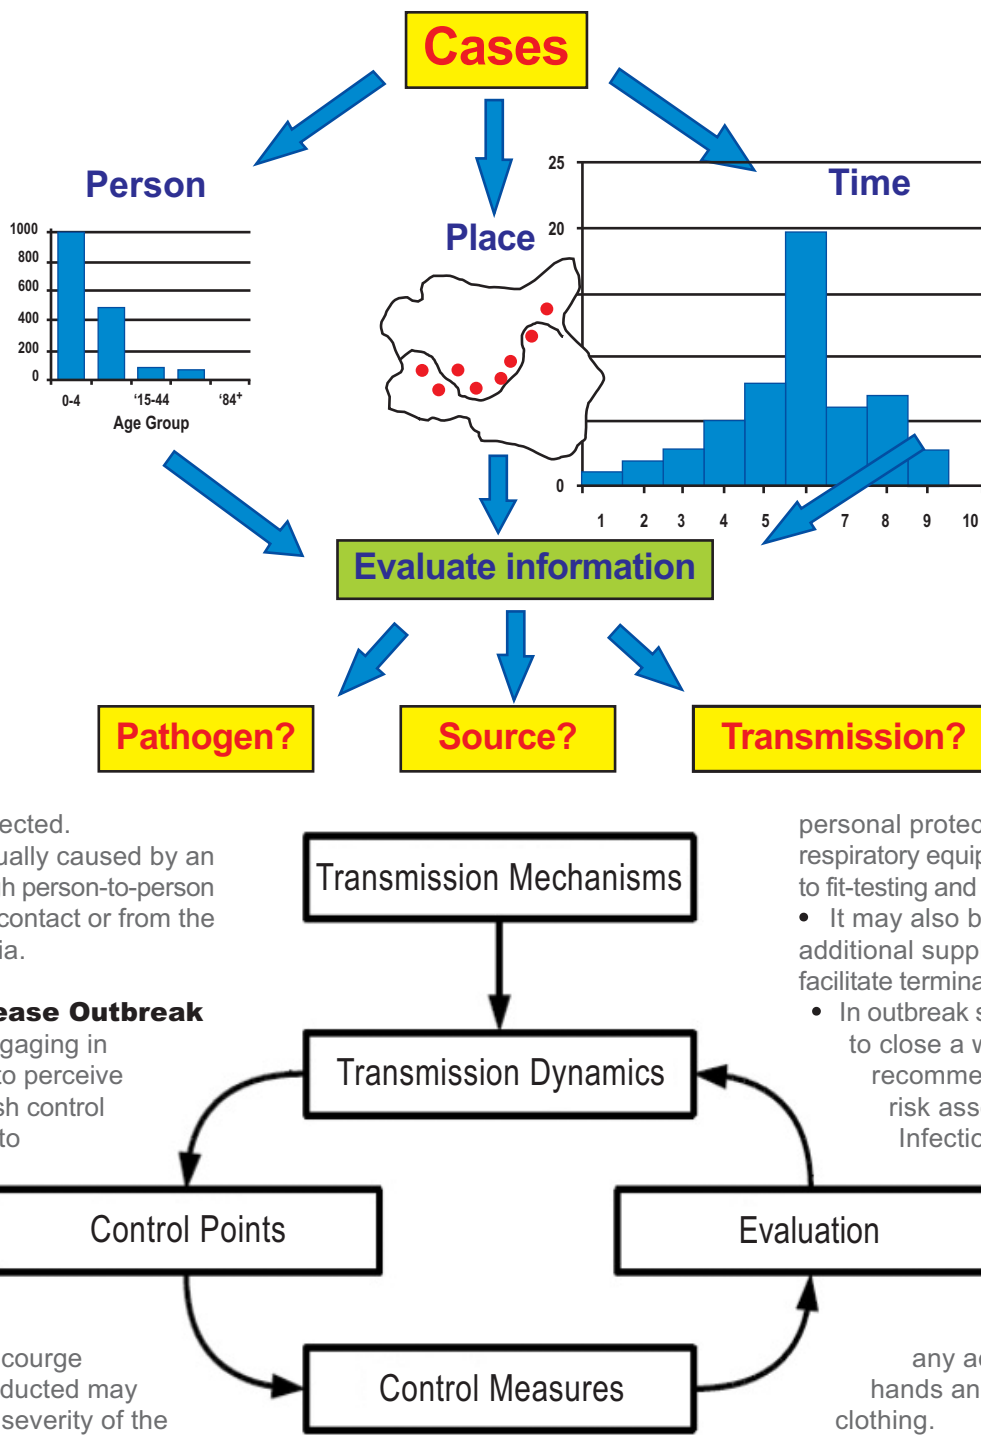 Cases
Person
Place
Time
1000
800
600
400
200
0
0-4
‘15-44
‘84+
Age Group
25
20
0
1 2 3 4 5 7 8 9 10
Evaluate information
Pathogen?
Source?
Transmission?
ected.
ually caused by an
gh person-to-person
contact or from the
ia.
ease Outbreak
gaging in
to perceive
sh control
to
courge
ducted may
severity of the
Transmission Mechanisms
Transmission Dynamics
Control Points
Evaluation
Control Measures
personal protec
respiratory equip
to fit-testing and
• It may also b
additional supp
facilitate termina
• In outbreak s
to close a w
recomme
risk ass
Infectio
any ad
hands an
clothing.